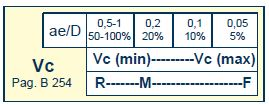 ae/D 0,5-1 0,2 0,1 0,05
50-100% 20% 10% 5%
Vc Vc (min)---------Vc (max)
Pag. B 254 R-------M--------------------F